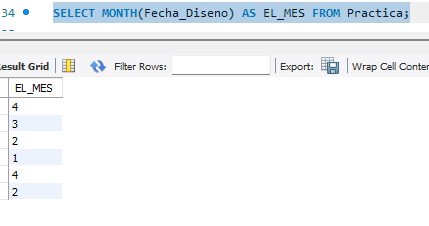 34
SELECT MONTH(Fecha_Diseno) AS EL_MES FROM Practica;
Result Grid Filter Rows: Export: Wrap Cell Conten
EL_MES
4
3
2
1
4
2